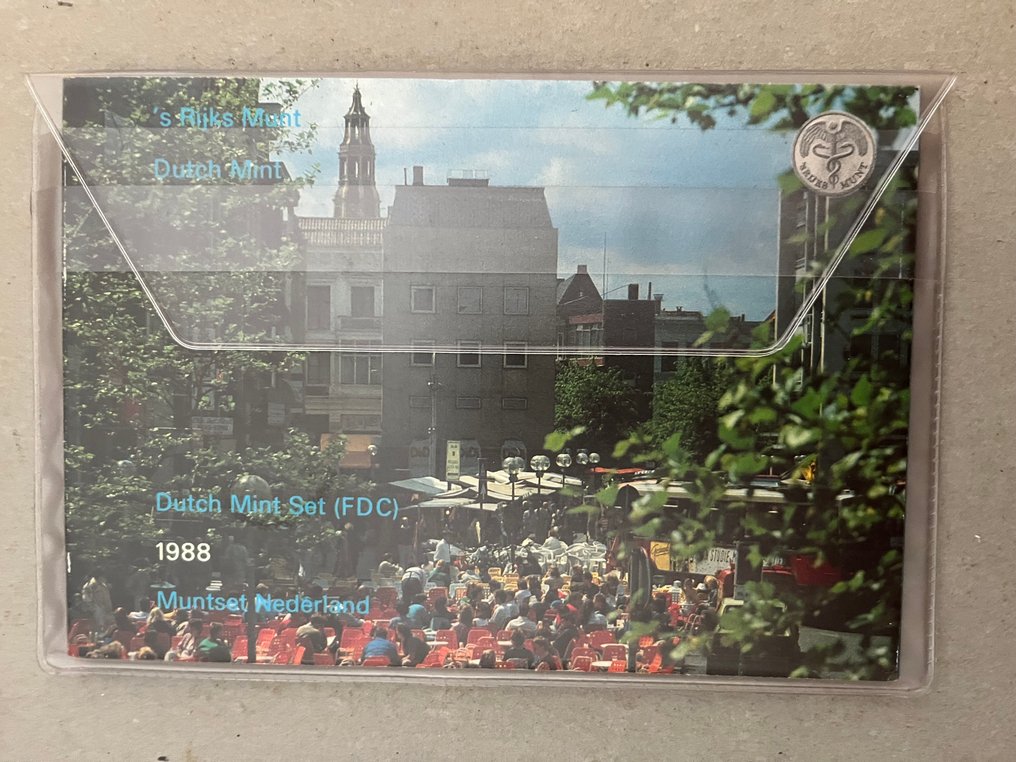 's Rijks Munt
Dutch Mint
Dutch Mint Set (FDC)
1988
Muntset Nederland